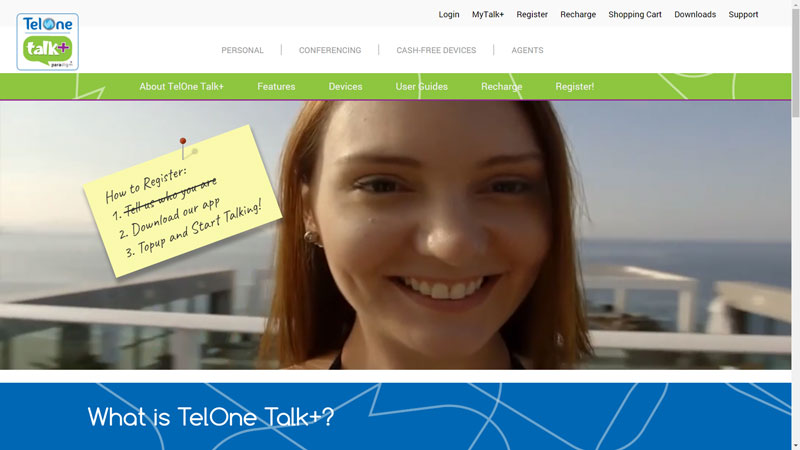 Login MyTalk+ Register Recharge Shopping Cart Downloads Support
TelOne
talk+
PERSONAL CONFERENCING CASH-FREE DEVICES AGENTS
About TelOne Talk+ Features Devices User Guides Recharge Register!
How to Register:
1. Tell us who you are
2. Download our app
3. Topup and Start Talking!
What is TelOne Talk+?